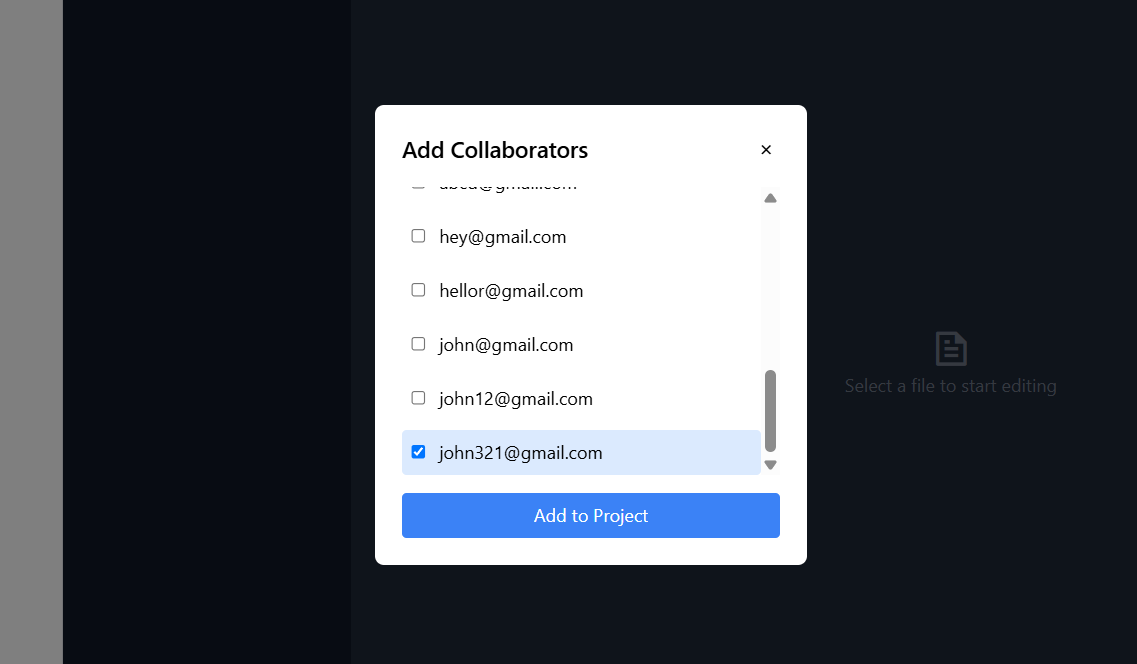 Add Collaborators
abcd@gmail.com
hey@gmail.com
hellor@gmail.com
john@gmail.com
john12@gmail.com
john321@gmail.com
Add to Project
Select a file to start editing